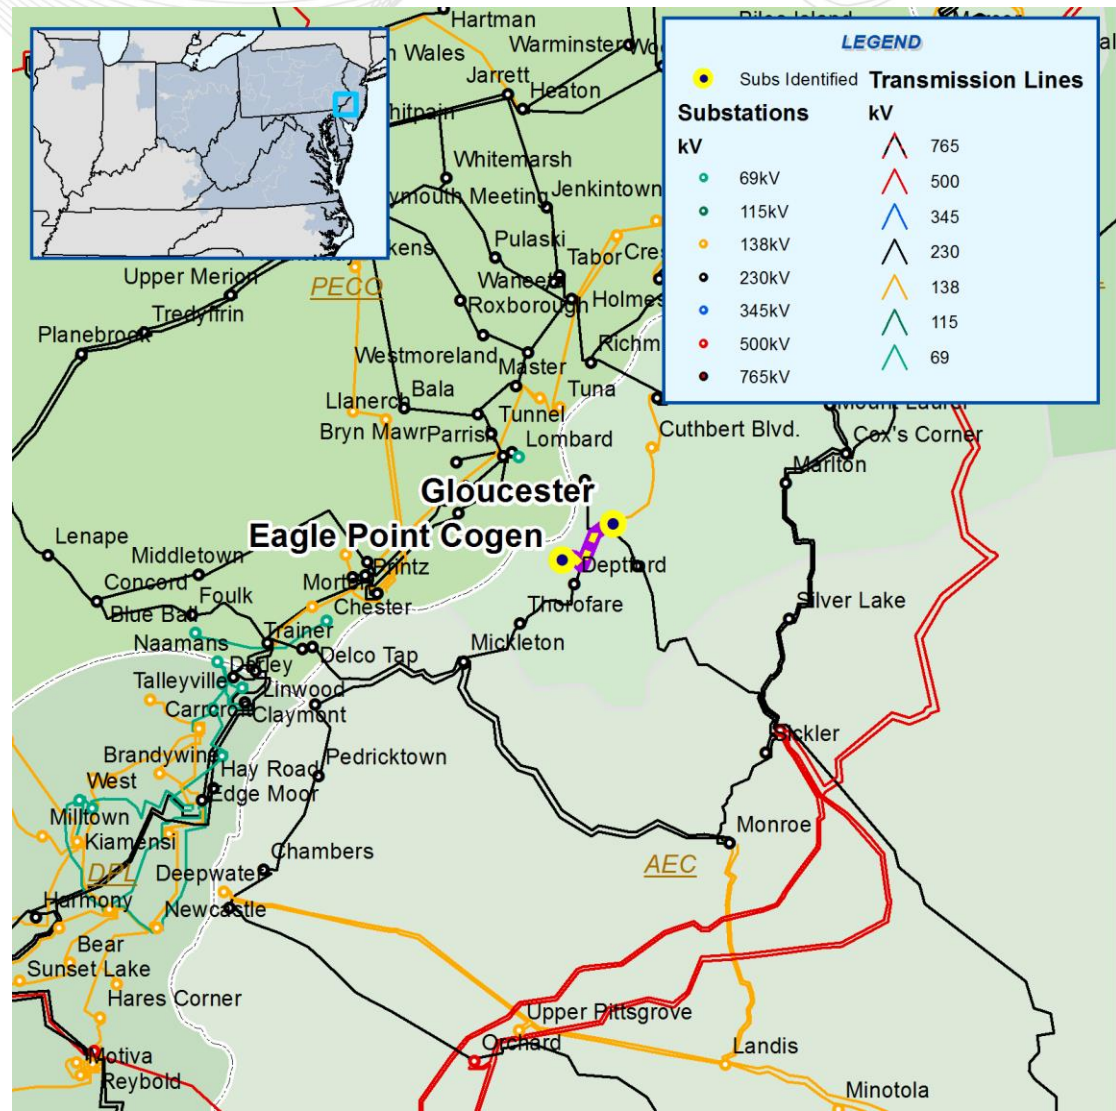 Hartman
Warminster
Wales
Jarrett
Heaton
Whitemarsh
Jenkintown
Meeting
Pulaski
Tabor
Upper Merion
PECO
Waneeta
Roxborough
Holmes
Tredyffrin
Planebrook
Westmoreland
Master
Llanerch
Bala
Tuna
Tunnel
Bryn Mawr
Parrish
Lombard
Cuthbert Blvd.
Cox's Corner
Marlton
Gloucester
Eagle Point Cogen
Lenape
Middletown
Printz
Deptford
Concord
Morton
Chester
Blue Ball
Foulk
Thorofare
Silver Lake
Naamans
Trainer
Mickleton
Delco Tap
Darley
Talleyville
Linwood
Carrcroft
Claymont
Sickler
Brandywine
Pedricktown
Hay Road
West
Edge Moor
Milltown
Monroe
Kiamensi
Chambers
DPL
AEC
Deepwater
Harmony
Newcastle
Bear
Sunset Lake
Hares Corner
Upper Pittsgrove
Orchard
Landis
Motiva
Reybold
Minotola
LEGEND
Subs Identified
Transmission Lines
Substations
kV
kV
69kV
115kV
138kV
230kV
345kV
500kV
765kV
765
500
345
230
138
115
69